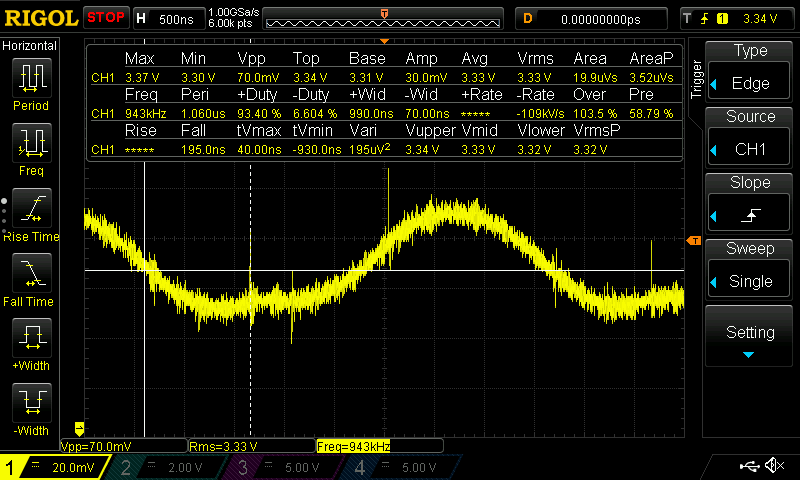 RIGOL STOP H 500ns 1.00GSa/s 6.00k pts T D 0.00000000ps T 1 3.34 V
Horizontal
Period
Freq
Rise Time
Fall Time
+Width
-Width
Max Min Vpp Top Base Amp Avg Vrms Area AreaP
CH1 3.37 V 3.30 V 70.0mV 3.34 V 3.31 V 30.0mV 3.33 V 3.33 V 19.9uVs 3.52uVs
Freq Peri +Duty -Duty +Wid -Wid +Rate -Rate Over Pre
CH1 943kHz 1.060us 93.40 % 6.604 % 990.0ns 70.00ns ***** -109kV/s 103.5 % 58.79 %
Rise Fall tVmax tVmin Vari Vupper Vmid Vlower VrmsP
CH1 ***** 195.0ns 40.00ns -930.0ns 195uV² 3.34 V 3.33 V 3.32 V 3.32 V
T
Trigger
Type
Edge
Source
CH1
Slope
Sweep
Single
Setting
Vpp=70.0mV Rms=3.33 V Freq=943kHz
1 20.0mV 2 2.00 V 3 5.00 V 4 5.00 V